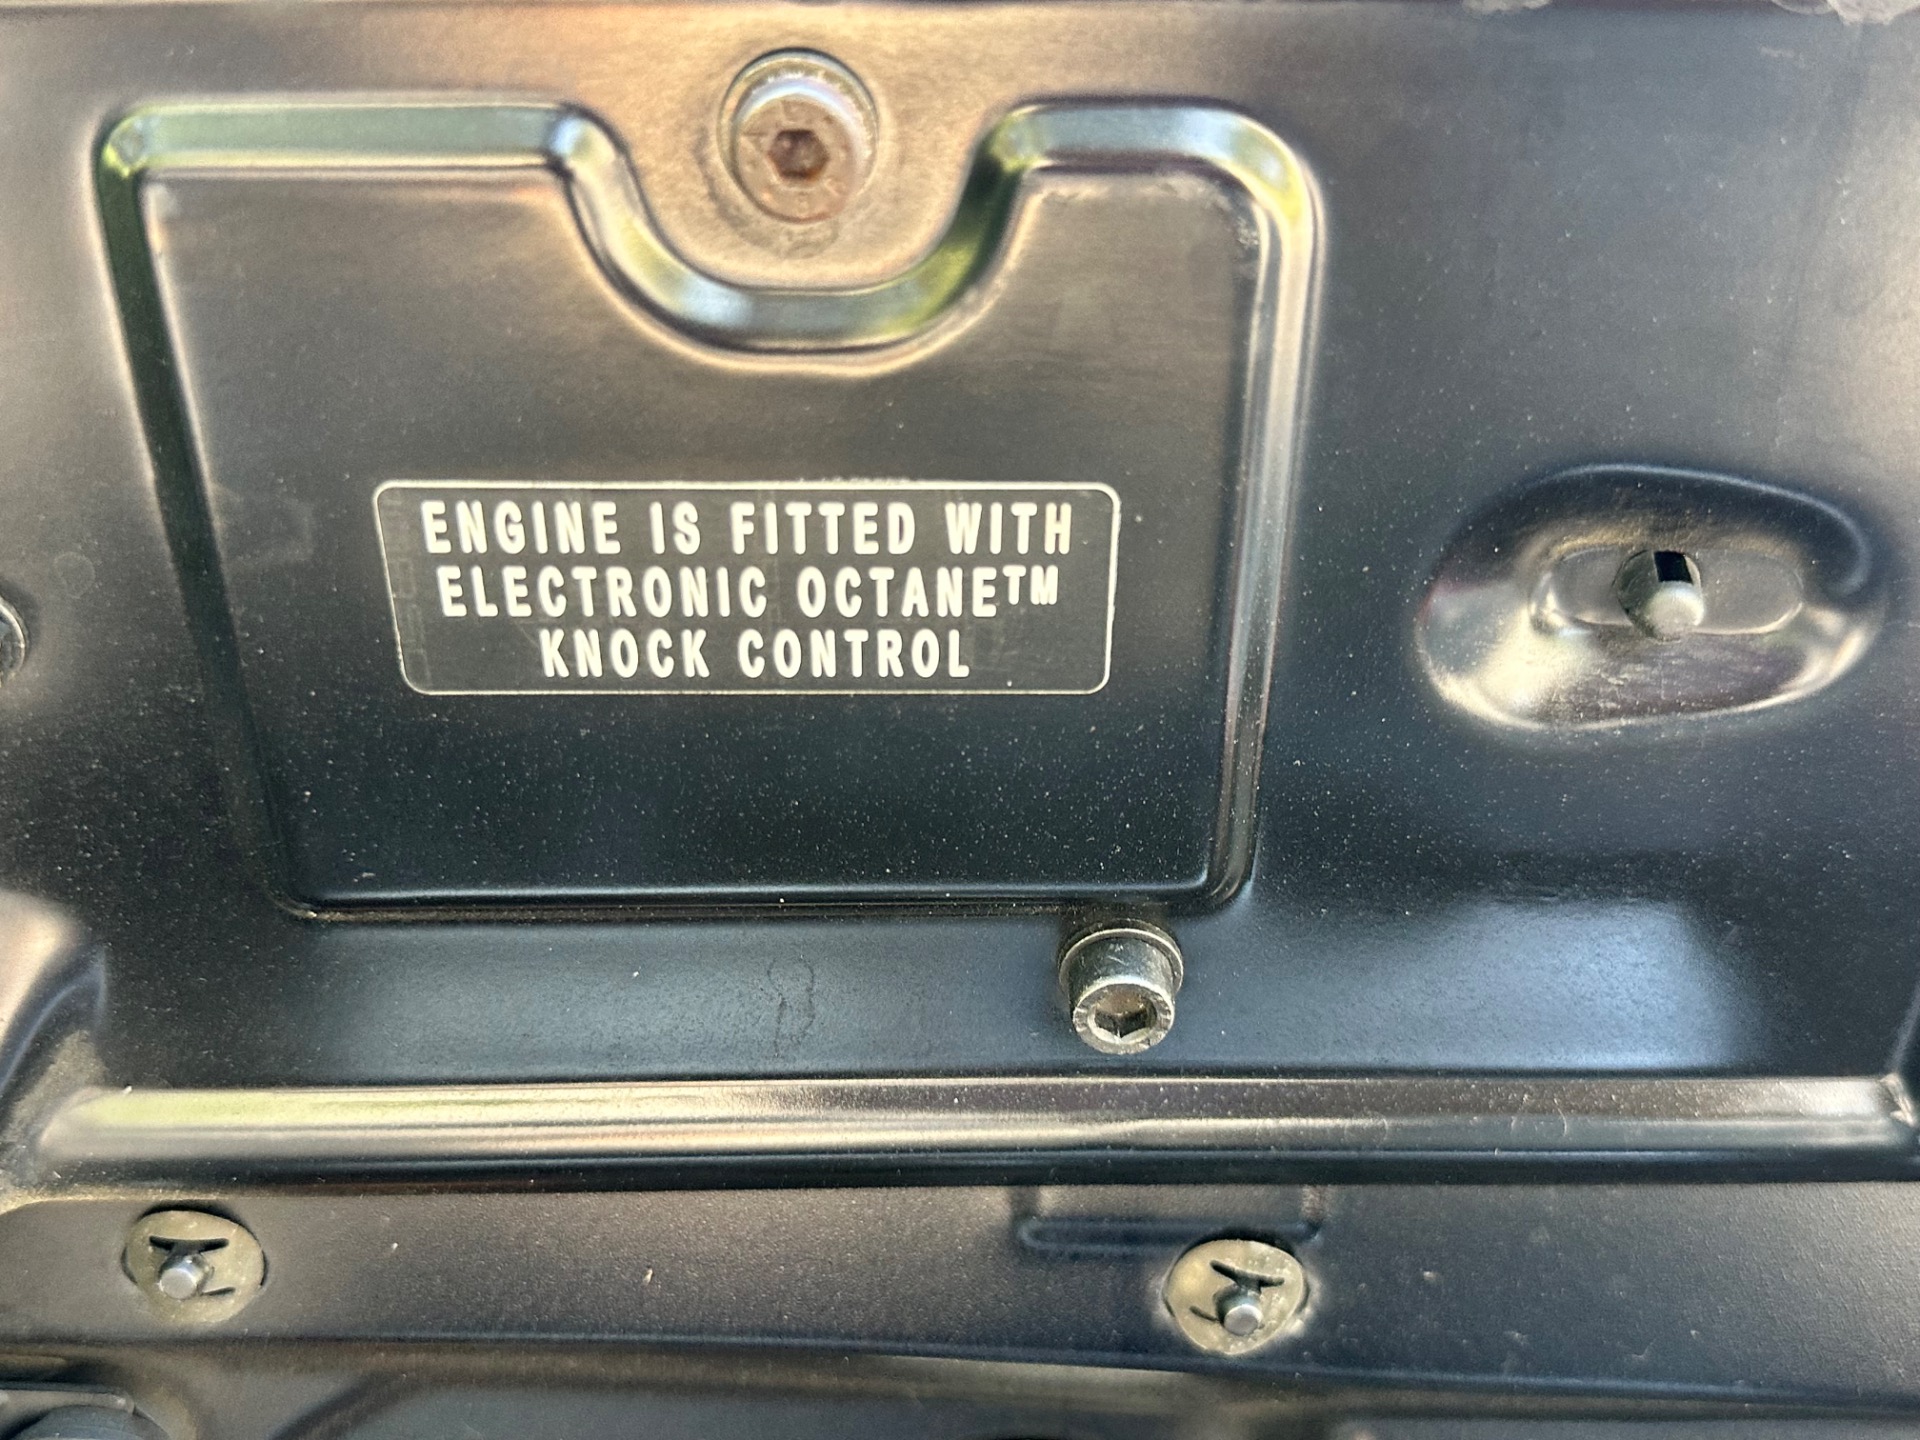 ENGINE IS FITTED WITH
ELECTRONIC OCTANE™
KNOCK CONTROL